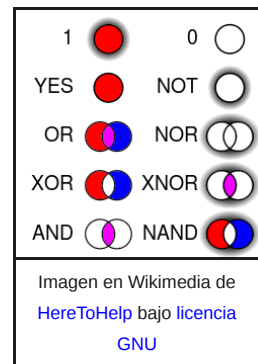 1 0
YES NOT
OR NOR
XOR XNOR
AND NAND
Imagen en Wikimedia de
HereToHelp bajo licencia
GNU